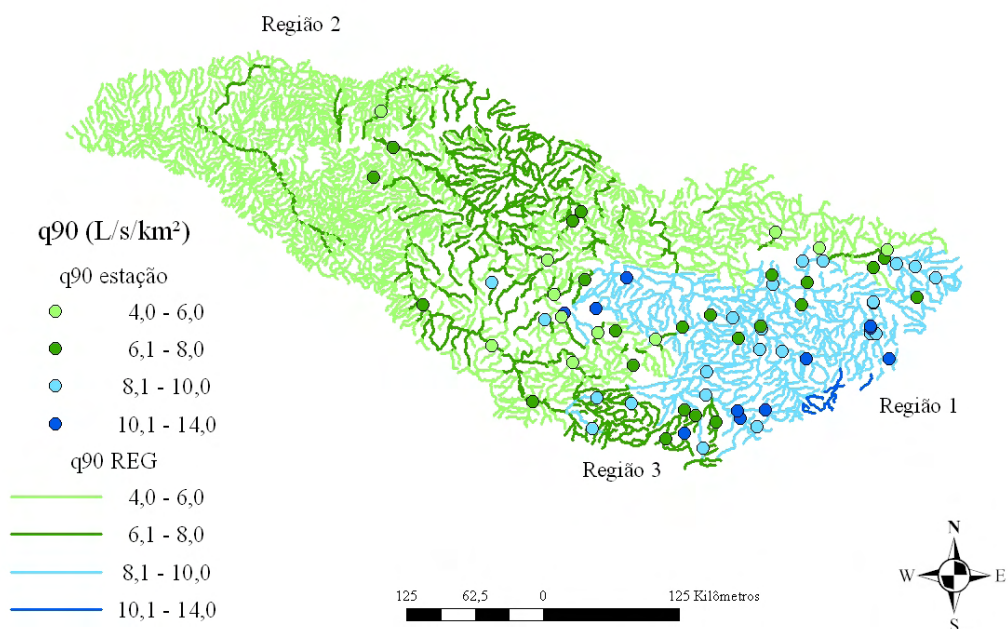 Região 2
q90 (L/s/km²)
q90 estação
4,0 - 6,0
6,1 - 8,0
8,1 - 10,0
10,1 - 14,0
q90 REG
4,0 - 6,0
6,1 - 8,0
8,1 - 10,0
10,1 - 14,0
Região 1
Região 3
125 62,5 0 125 Kilômetros
N
W E
S